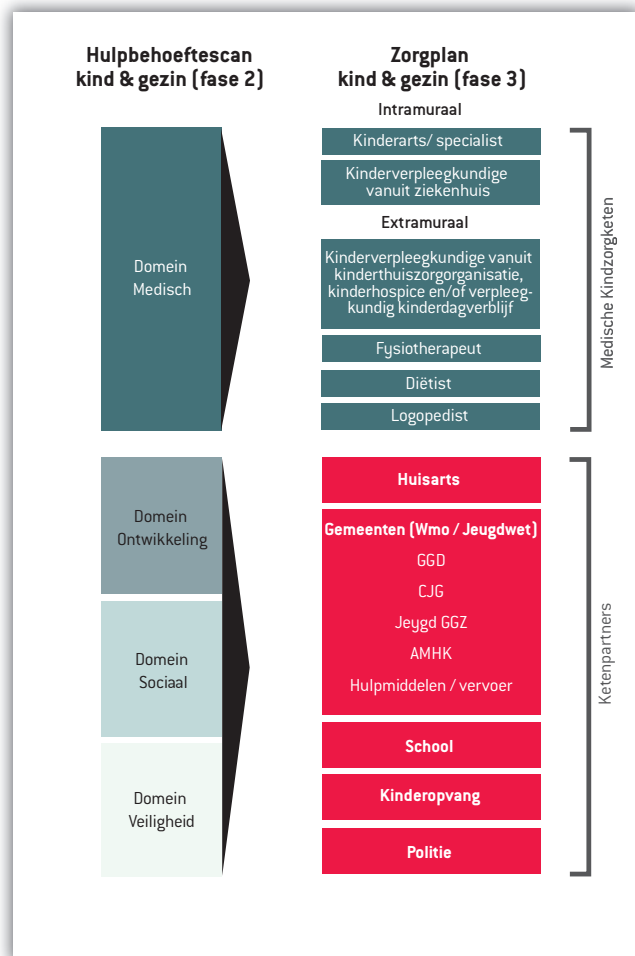 Hulpbehoeftescan
kind & gezin (fase 2)
Zorgplan
kind & gezin (fase 3)
Intramuraal
Kinderarts/ specialist
Kinderverpleegkundige
vanuit ziekenhuis
Extramuraal
Kinderverpleegkundige vanuit
kinderthuiszorgorganisatie,
kinderhospice en/of verpleeg-
kundig kinderdagverblijf
Fysiotherapeut
Diëtist
Logopedist
Domein
Medisch
Medische Kindzorgketen
Domein
Ontwikkeling
Domein
Sociaal
Domein
Veiligheid
Huisarts
Gemeenten (Wmo / Jeugdwet)
GGD
CJG
Jeygd GGZ
AMHK
Hulpmiddelen / vervoer
School
Kinderopvang
Politie
Ketenpartners